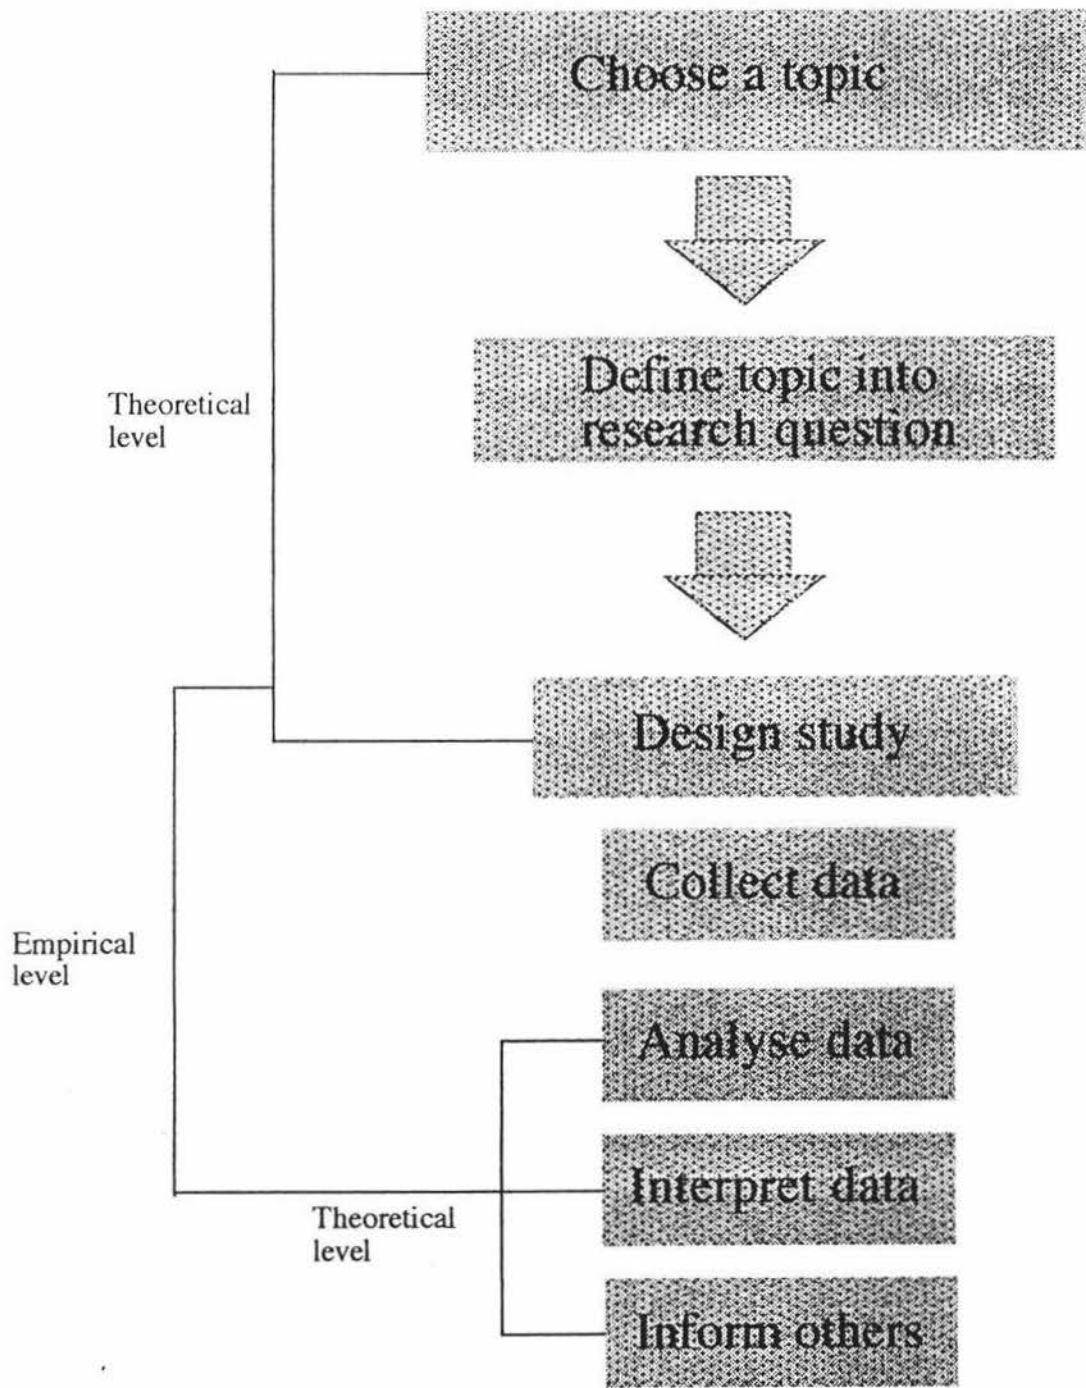 Choose a topic
Define topic into
research question
Theoretical
level
Design study
Collect data
Empirical
level
Analyse data
Interpret data
Theoretical
level
Inform others